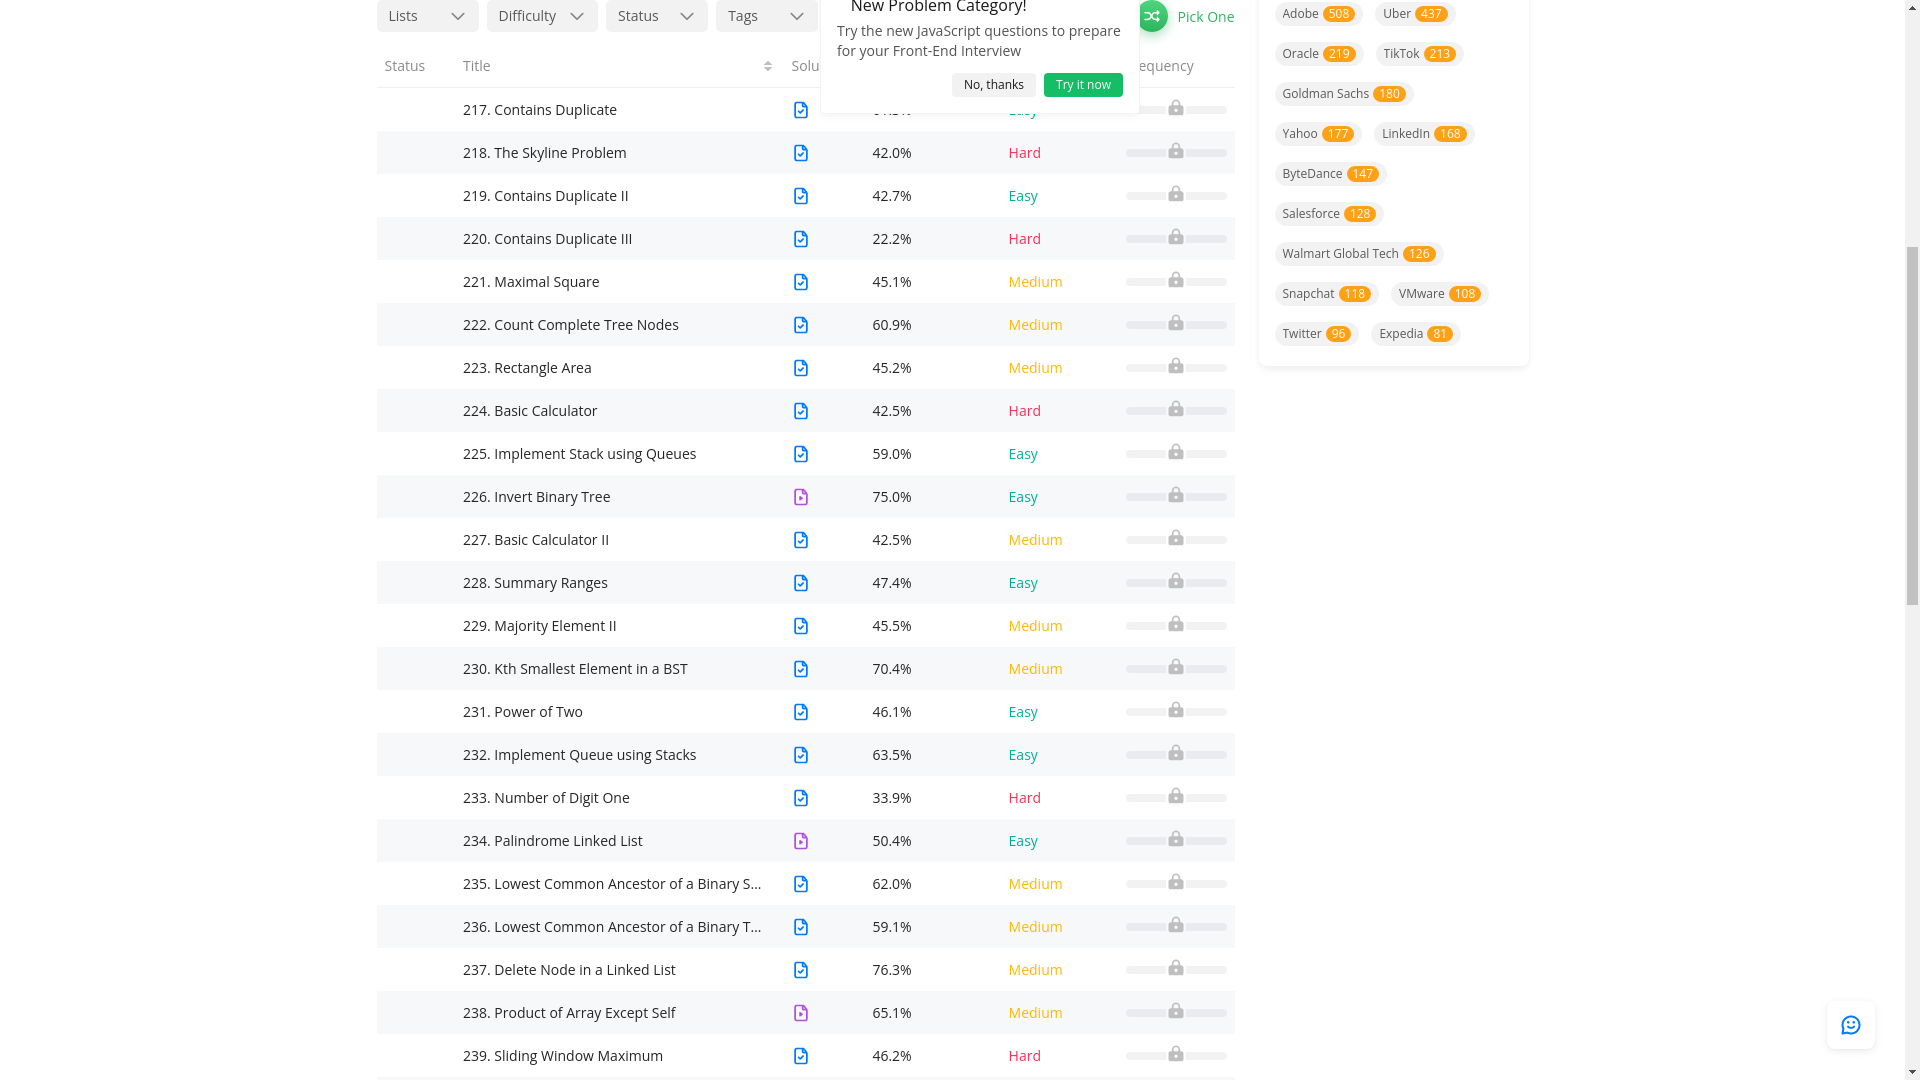 Lists Difficulty Status Tags
New Problem Category!
Try the new JavaScript questions to prepare
for your Front-End Interview
No, thanks Try it now
Pick One
Status Title Solu equency
217. Contains Duplicate Easy
218. The Skyline Problem 42.0% Hard
219. Contains Duplicate II 42.7% Easy
220. Contains Duplicate III 22.2% Hard
221. Maximal Square 45.1% Medium
222. Count Complete Tree Nodes 60.9% Medium
223. Rectangle Area 45.2% Medium
224. Basic Calculator 42.5% Hard
225. Implement Stack using Queues 59.0% Easy
226. Invert Binary Tree 75.0% Easy
227. Basic Calculator II 42.5% Medium
228. Summary Ranges 47.4% Easy
229. Majority Element II 45.5% Medium
230. Kth Smallest Element in a BST 70.4% Medium
231. Power of Two 46.1% Easy
232. Implement Queue using Stacks 63.5% Easy
233. Number of Digit One 33.9% Hard
234. Palindrome Linked List 50.4% Easy
235. Lowest Common Ancestor of a Binary S... 62.0% Medium
236. Lowest Common Ancestor of a Binary T... 59.1% Medium
237. Delete Node in a Linked List 76.3% Medium
238. Product of Array Except Self 65.1% Medium
239. Sliding Window Maximum 46.2% Hard
Adobe 508 Uber 437
Oracle 219 TikTok 213
Goldman Sachs 180
Yahoo 177 LinkedIn 168
ByteDance 147
Salesforce 128
Walmart Global Tech 126
Snapchat 118 VMware 108
Twitter 96 Expedia 81